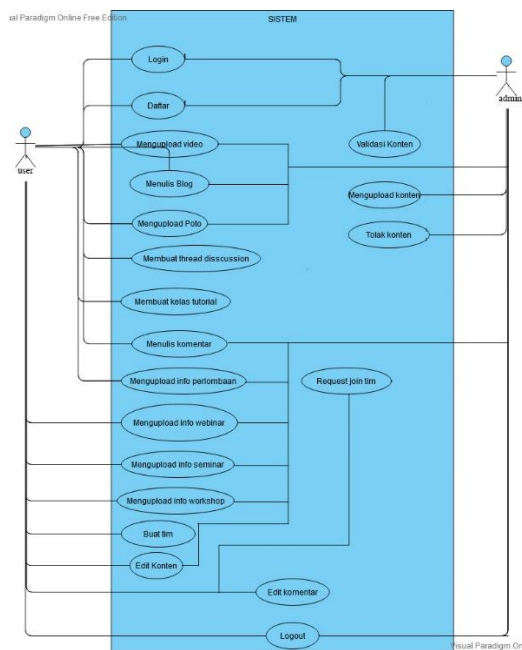 ual Paradigm Online Free Edition
SISTEM
Login
admin
Daftar
user
Mengupload video
Validasi Konten
Menulis Blog
Mengupload konten
Mengupload Poto
Tolak konten
Membuat thread disscussion
Membuat kelas tutorial
Menulis komentar
Mengupload info perlombaan
Request join tim
Mengupload info webinar
Mengupload info seminar
Mengupload info workshop
Buat tim
Edit Konten
Edit komentar
Logout
Visual Paradigm On